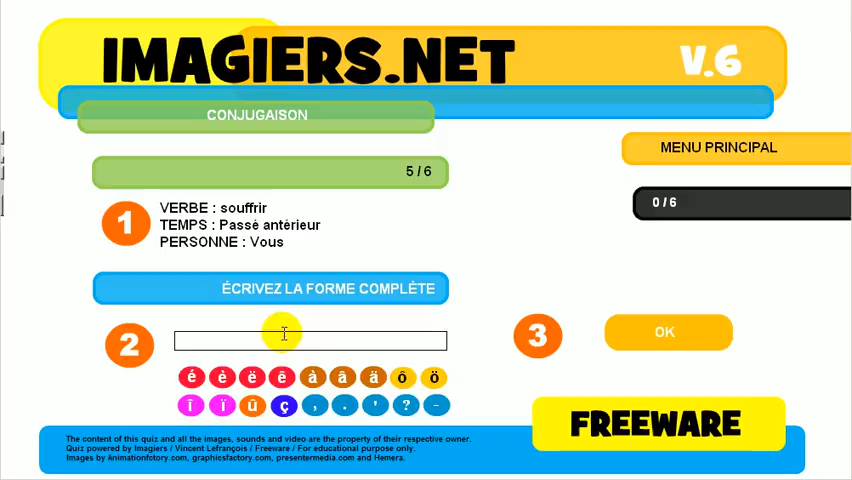 IMAGIERS.NET
V.6
CONJUGAISON
MENU PRINCIPAL
5 / 6
0 / 6
1
VERBE : souffrir
TEMPS : Passé antérieur
PERSONNE : Vous
ÉCRIVEZ LA FORME COMPLÈTE
2
3
OK
é è ë ê à â ä ô ö
î ï û ç , . ' ? -
FREEWARE
The content of this quiz and all the images, sounds and video are the property of their respective owner.
Quiz powered by Imagiers / Vincent Lefrançois / Freeware / For educational purpose only.
Images by Animationfctory.com, graphicsfactory.com, presentermedia.com and Hemera.